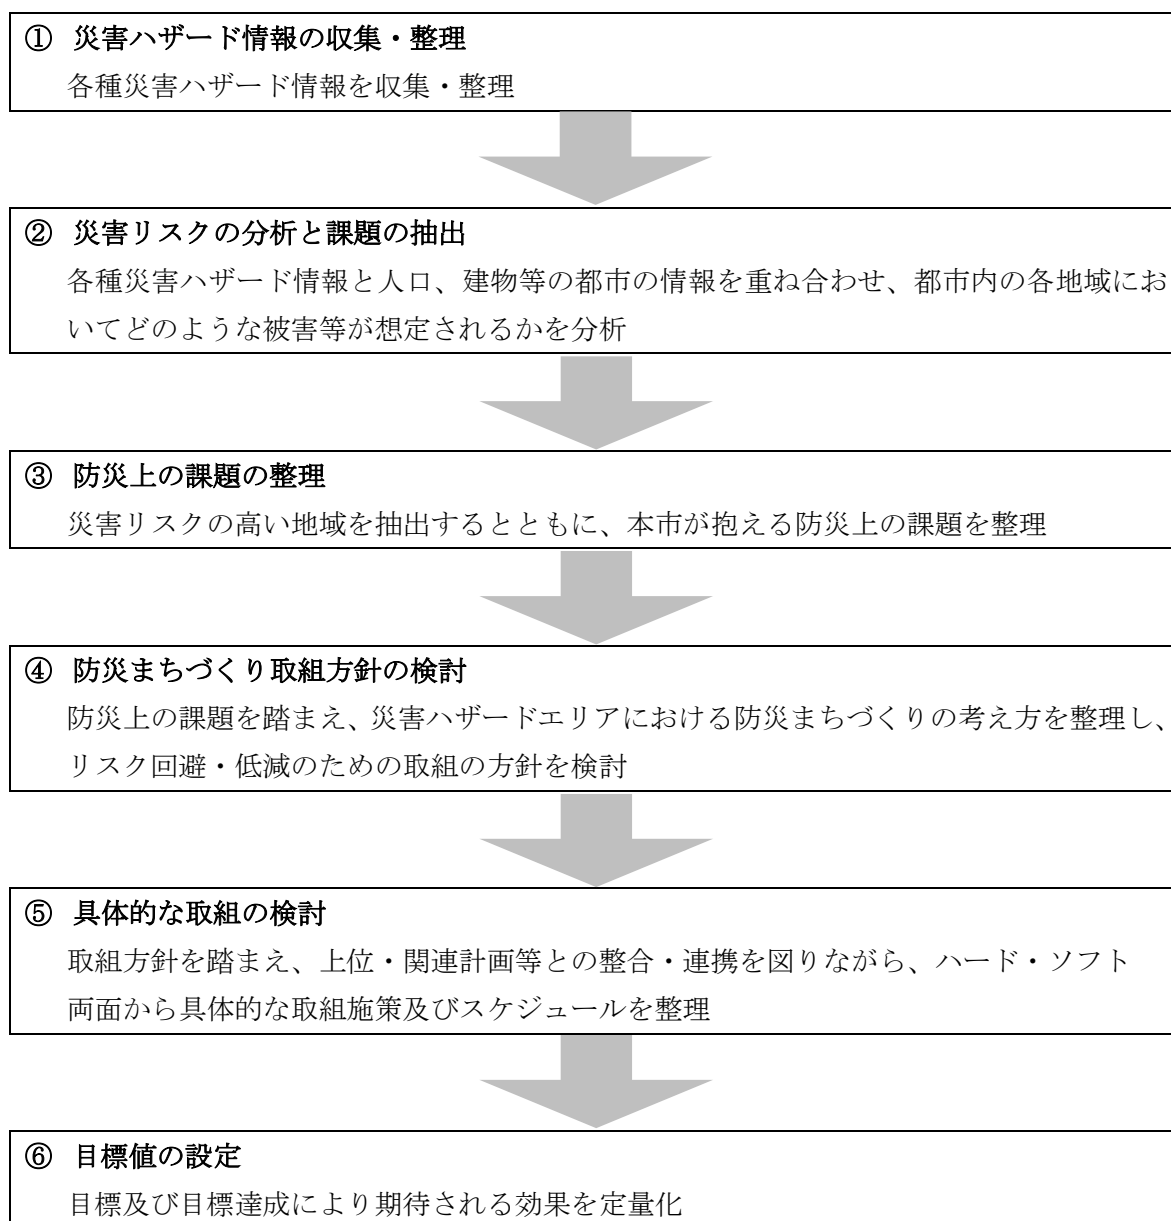 ① 災害ハザード情報の収集・整理
各種災害ハザード情報を収集・整理
② 災害リスクの分析と課題の抽出
各種災害ハザード情報と人口、建物等の都市の情報を重ね合わせ、都市内の各地域にお
いてどのような被害等が想定されるかを分析
③ 防災上の課題の整理
災害リスクの高い地域を抽出するとともに、本市が抱える防災上の課題を整理
④ 防災まちづくり取組方針の検討
防災上の課題を踏まえ、災害ハザードエリアにおける防災まちづくりの考え方を整理し、
リスク回避・低減のための取組の方針を検討
⑤ 具体的な取組の検討
取組方針を踏まえ、上位・関連計画等との整合・連携を図りながら、ハード・ソフト
両面から具体的な取組施策及びスケジュールを整理
⑥ 目標値の設定
目標及び目標達成により期待される効果を定量化